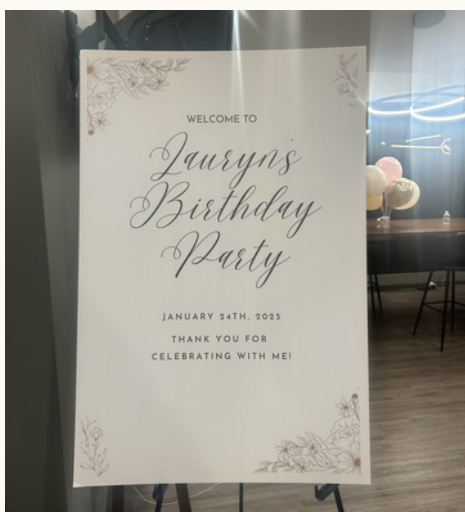 WELCOME TO
Lauryn's
Birthday
Party
JANUARY 24TH, 2025
THANK YOU FOR
CELEBRATING WITH ME!